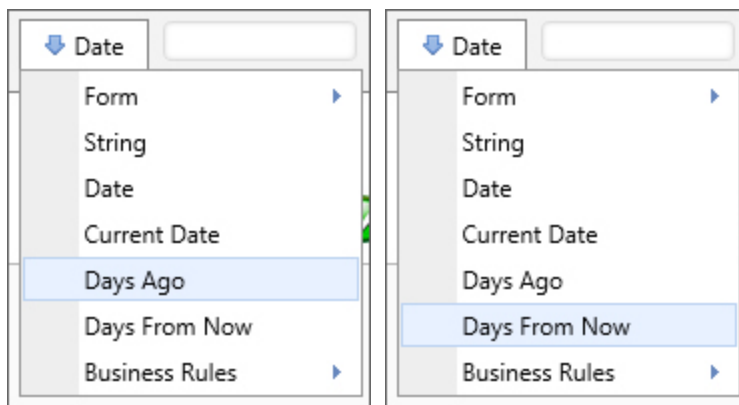 Date
Form
String
Date
Current Date
Days Ago
Days From Now
Business Rules
Date
Form
String
Date
Current Date
Days Ago
Days From Now
Business Rules